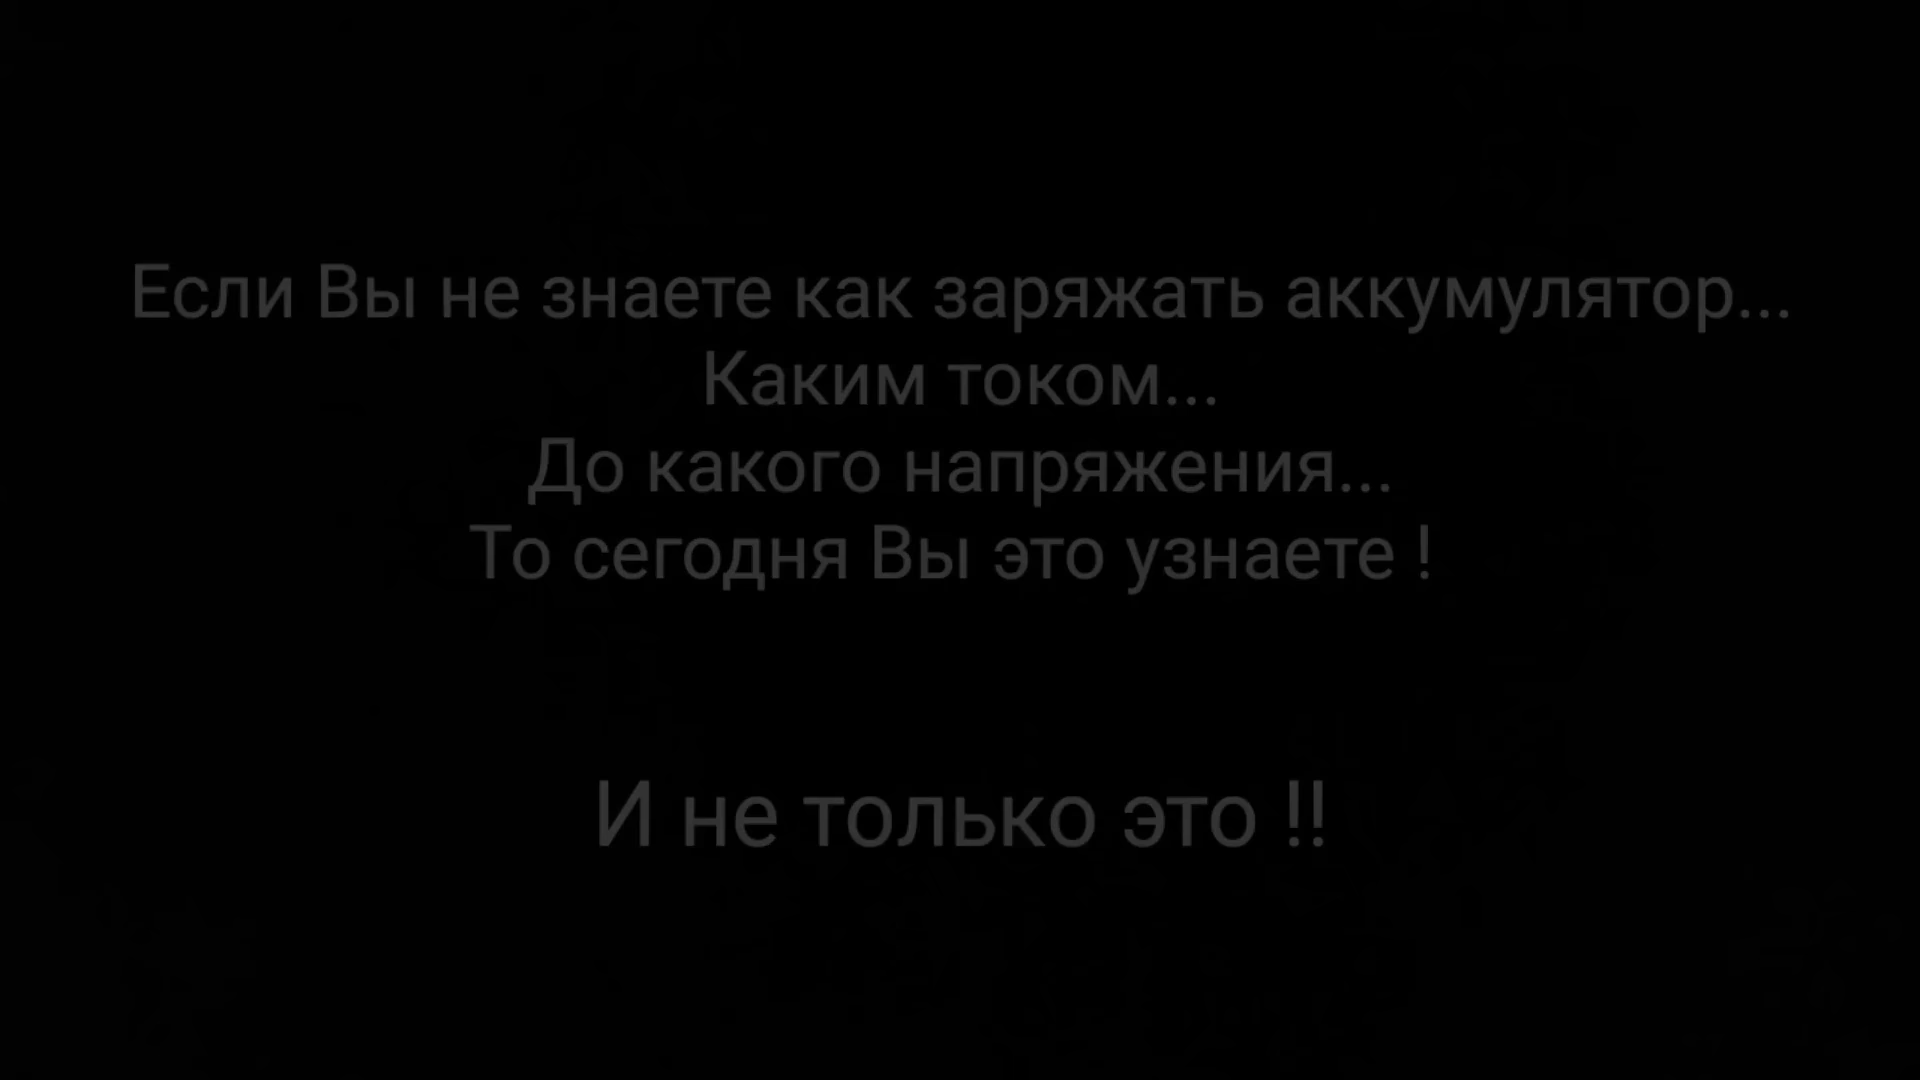 Если Вы не знаете как заряжать аккумулятор...
Каким током...
До какого напряжения...
То сегодня Вы это узнаете !
И не только это !!